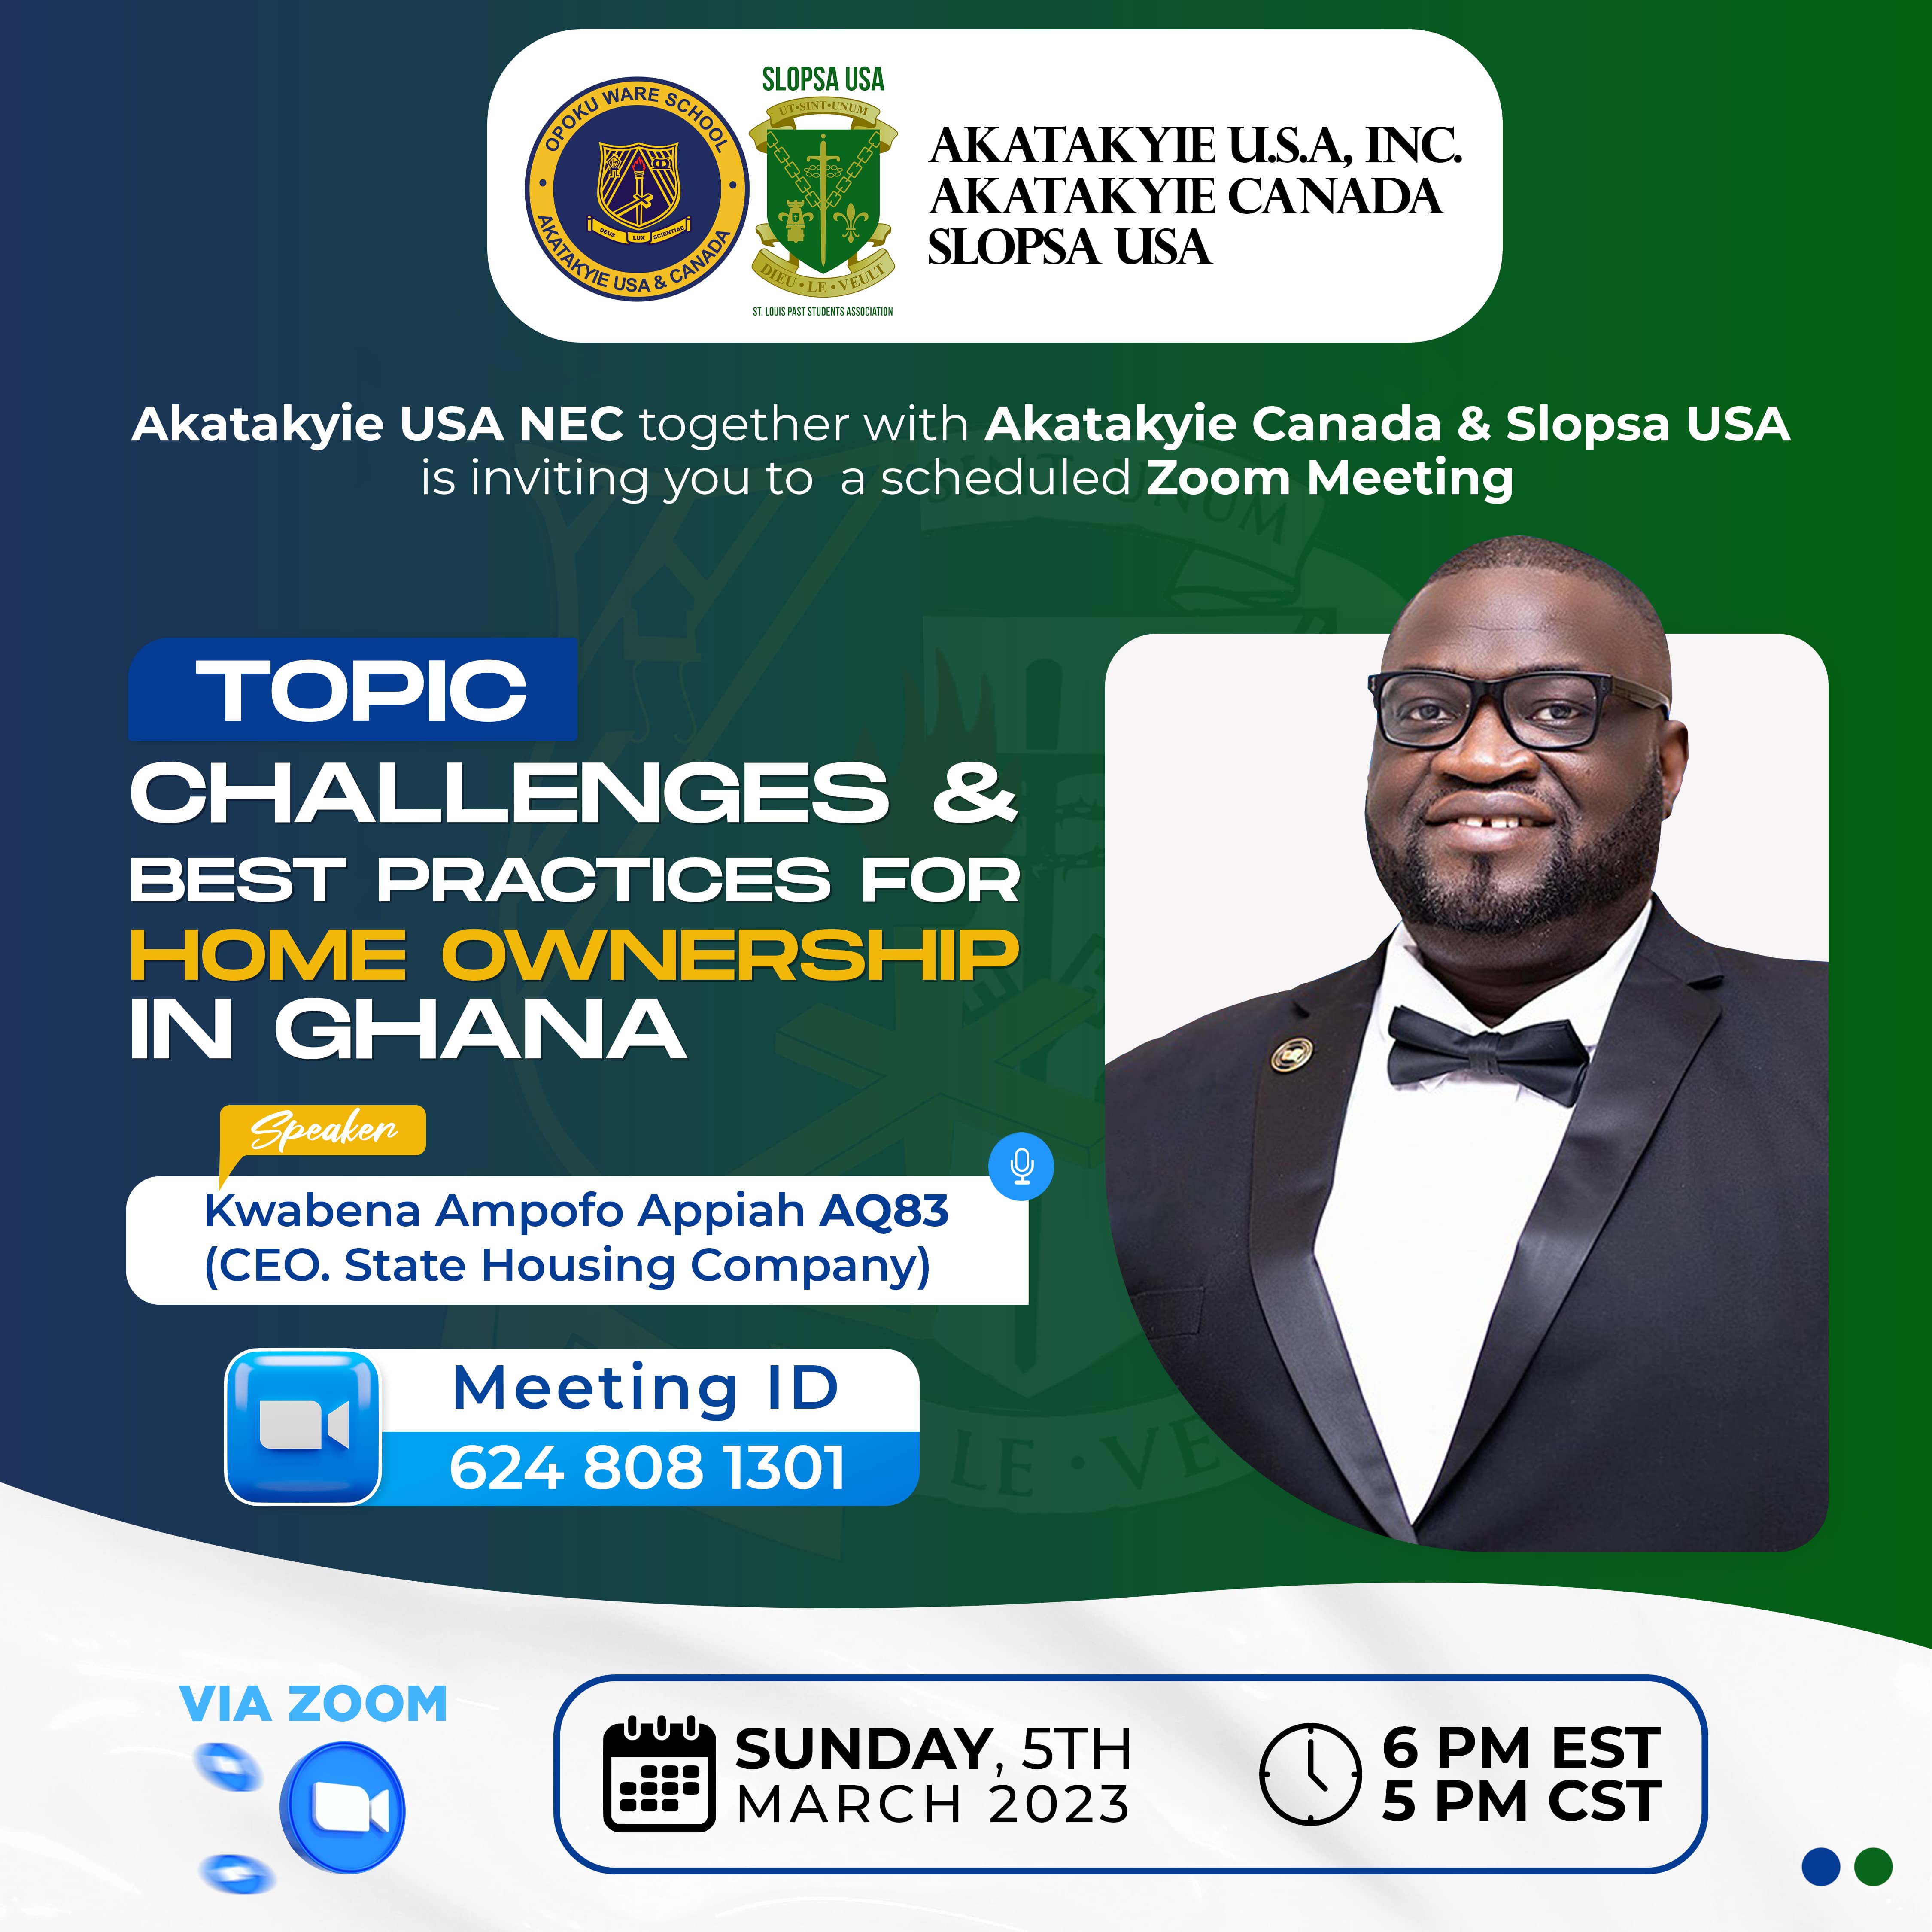 SLOPSA USA
OPOKU WARE SCHOOL
AKATAKYIE USA & CANADA
DEUS LUX SCIENTIAE
UT•SINT•UNUM
DIEU • LE • VEULT
ST. LOUIS PAST STUDENTS ASSOCIATION
AKATAKYIE U.S.A, INC.
AKATAKYIE CANADA
SLOPSA USA
Akatakyie USA NEC together with Akatakyie Canada & Slopsa USA
is inviting you to a scheduled Zoom Meeting
SINT UNUM
TOPIC
CHALLENGES &
BEST PRACTICES FOR
HOME OWNERSHIP
IN GHANA
Speaker
Kwabena Ampofo Appiah AQ83
(CEO. State Housing Company)
Meeting ID
624 808 1301
LE • VE
VIA ZOOM
SUNDAY, 5TH
MARCH 2023
6 PM EST
5 PM CST